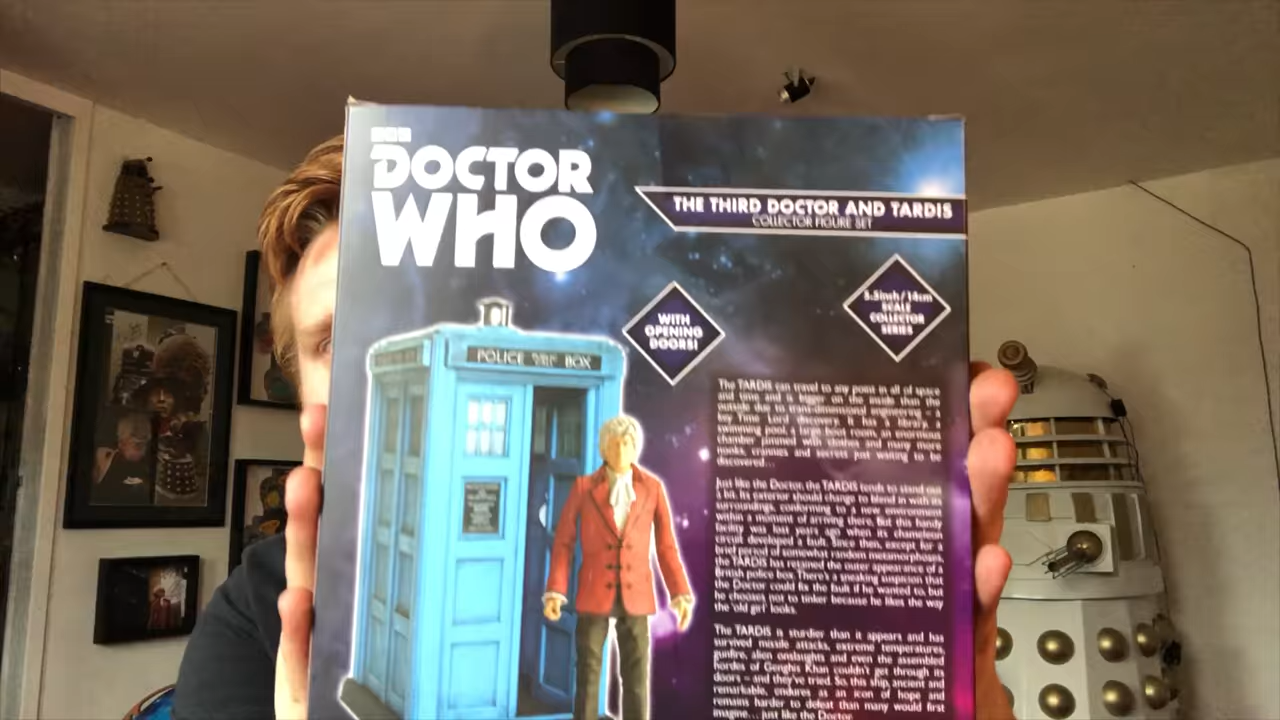 BBC
DOCTOR
WHO
THE THIRD DOCTOR AND TARDIS
COLLECTOR FIGURE SET
WITH
OPENING
DOORS!
5.5inch/14cm
SCALE
COLLECTOR
SERIES
POLICE BOX
The TARDIS can travel to any point in all of space
and time and is bigger on the inside than the
outside due to trans-dimensional engineering – a
key Time Lord discovery. It has a library, a
swimming pool, a large boot room, an enormous
chamber jammed with clothes and many more
nooks, crannies and secrets just waiting to be
discovered...
Just like the Doctor, the TARDIS tends to stand out
a bit. Its exterior should change to blend in with its
surroundings, conforming to a new environment
within a moment of arriving there. But this handy
facility was lost years ago when its chameleon
circuit developed a fault. Since then, except for a
brief period of somewhat random metamorphoses,
the TARDIS has retained the outer appearance of a
British police box. There's a sneaking suspicion that
the Doctor could fix the fault if he wanted to, but
he chooses not to tinker because he likes the way
the 'old girl' looks.
The TARDIS is sturdier than it appears and has
survived missile attacks, extreme temperatures,
gunfire, alien onslaughts and even the assembled
hordes of Genghis Khan couldn't get through its
doors – and they've tried. So, this ship, ancient and
remarkable, endures as an icon of hope and
remains harder to defeat than many would first
imagine... just like the Doctor.